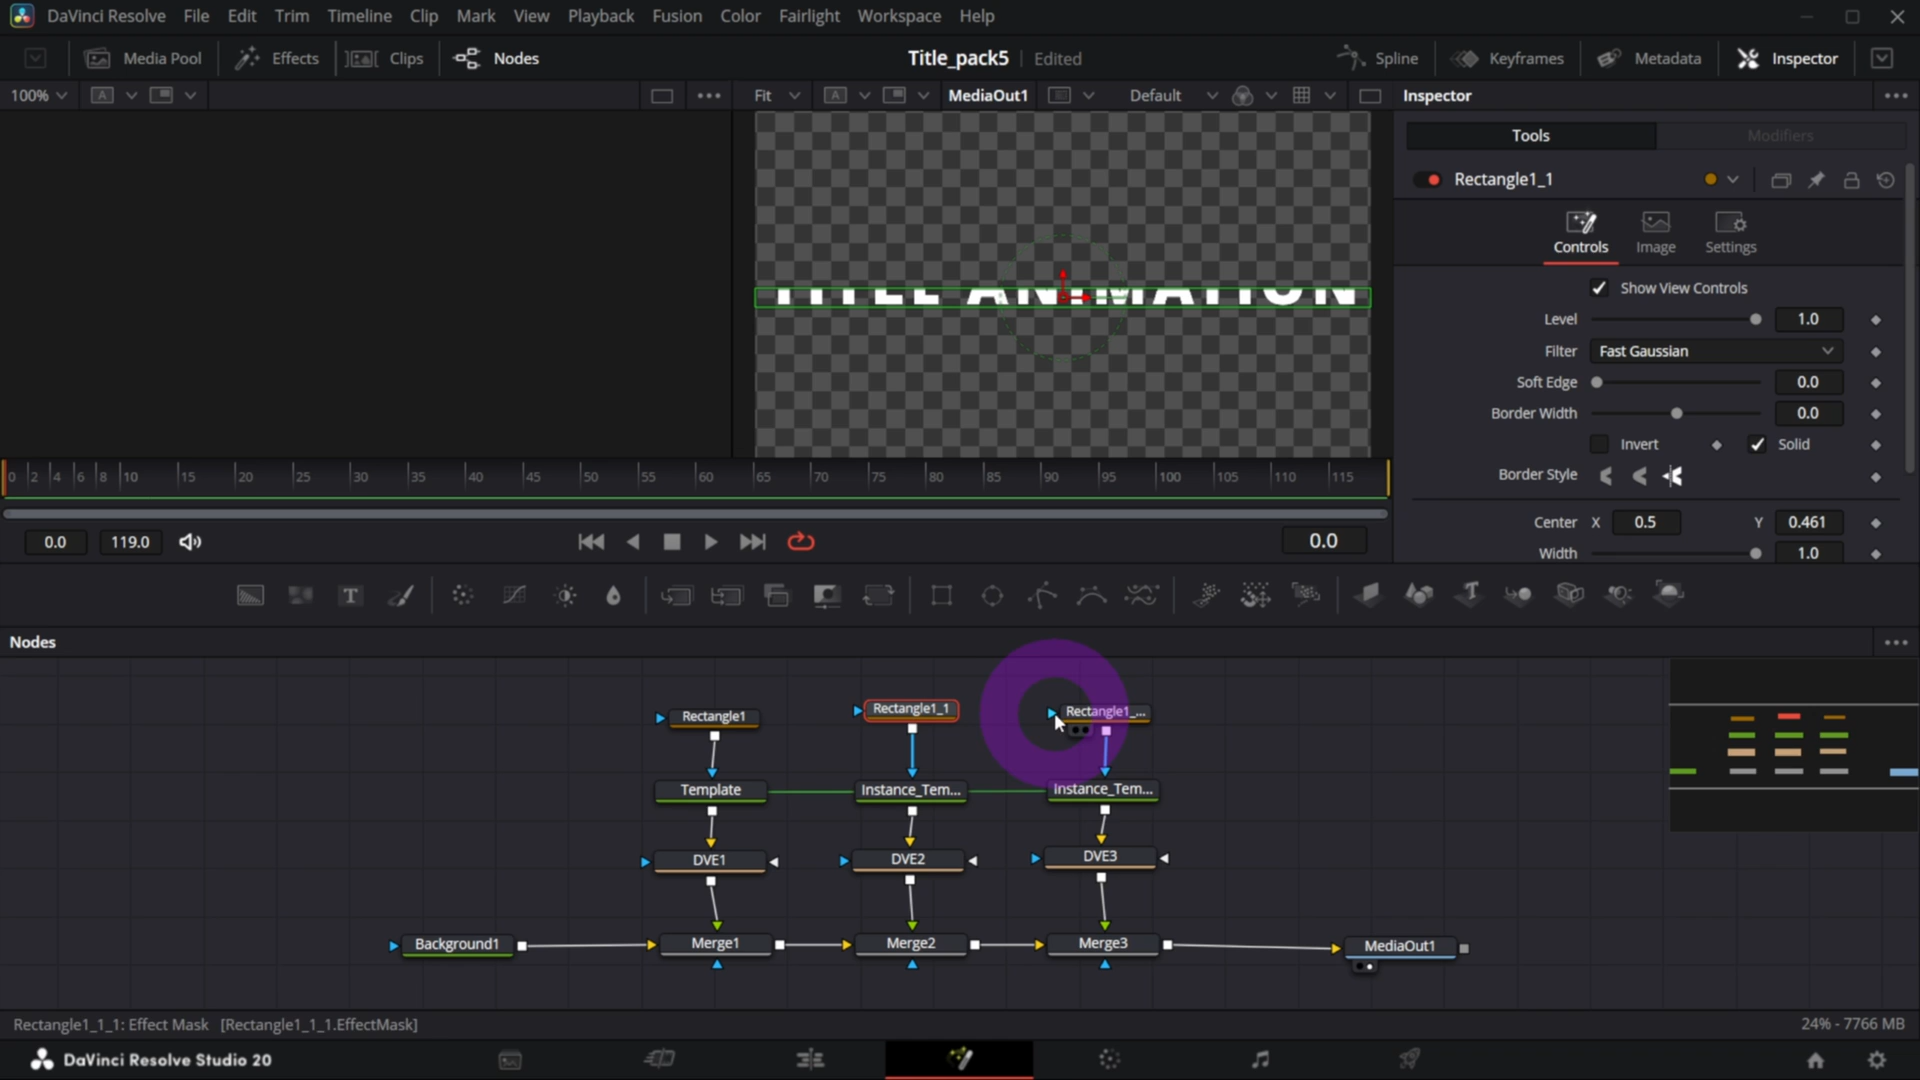 DaVinci Resolve File Edit Trim Timeline Clip Mark View Playback Fusion Color Fairlight Workspace Help
Media Pool Effects Clips Nodes Title_pack5 Edited Spline Keyframes Metadata Inspector
100% A Fit A MediaOut1 Default Inspector
Tools Modifiers
Rectangle1_1
Controls Image Settings
Show View Controls
TITLE ANIMATION
Level 1.0
Filter Fast Gaussian
Soft Edge 0.0
Border Width 0.0
Invert Solid
Border Style
0 2 4 6 8 10 15 20 25 30 35 40 45 50 55 60 65 70 75 80 85 90 95 100 105 110 115
Center X 0.5 Y 0.461
Width 1.0
0.0 119.0 0.0
T T
Nodes
Rectangle1 Rectangle1_1 Rectangle1_...
Template Instance_Tem... Instance_Tem...
DVE1 DVE2 DVE3
Background1 Merge1 Merge2 Merge3 MediaOut1
Rectangle1_1_1: Effect Mask [Rectangle1_1_1.EffectMask] 24% - 7766 MB
DaVinci Resolve Studio 20